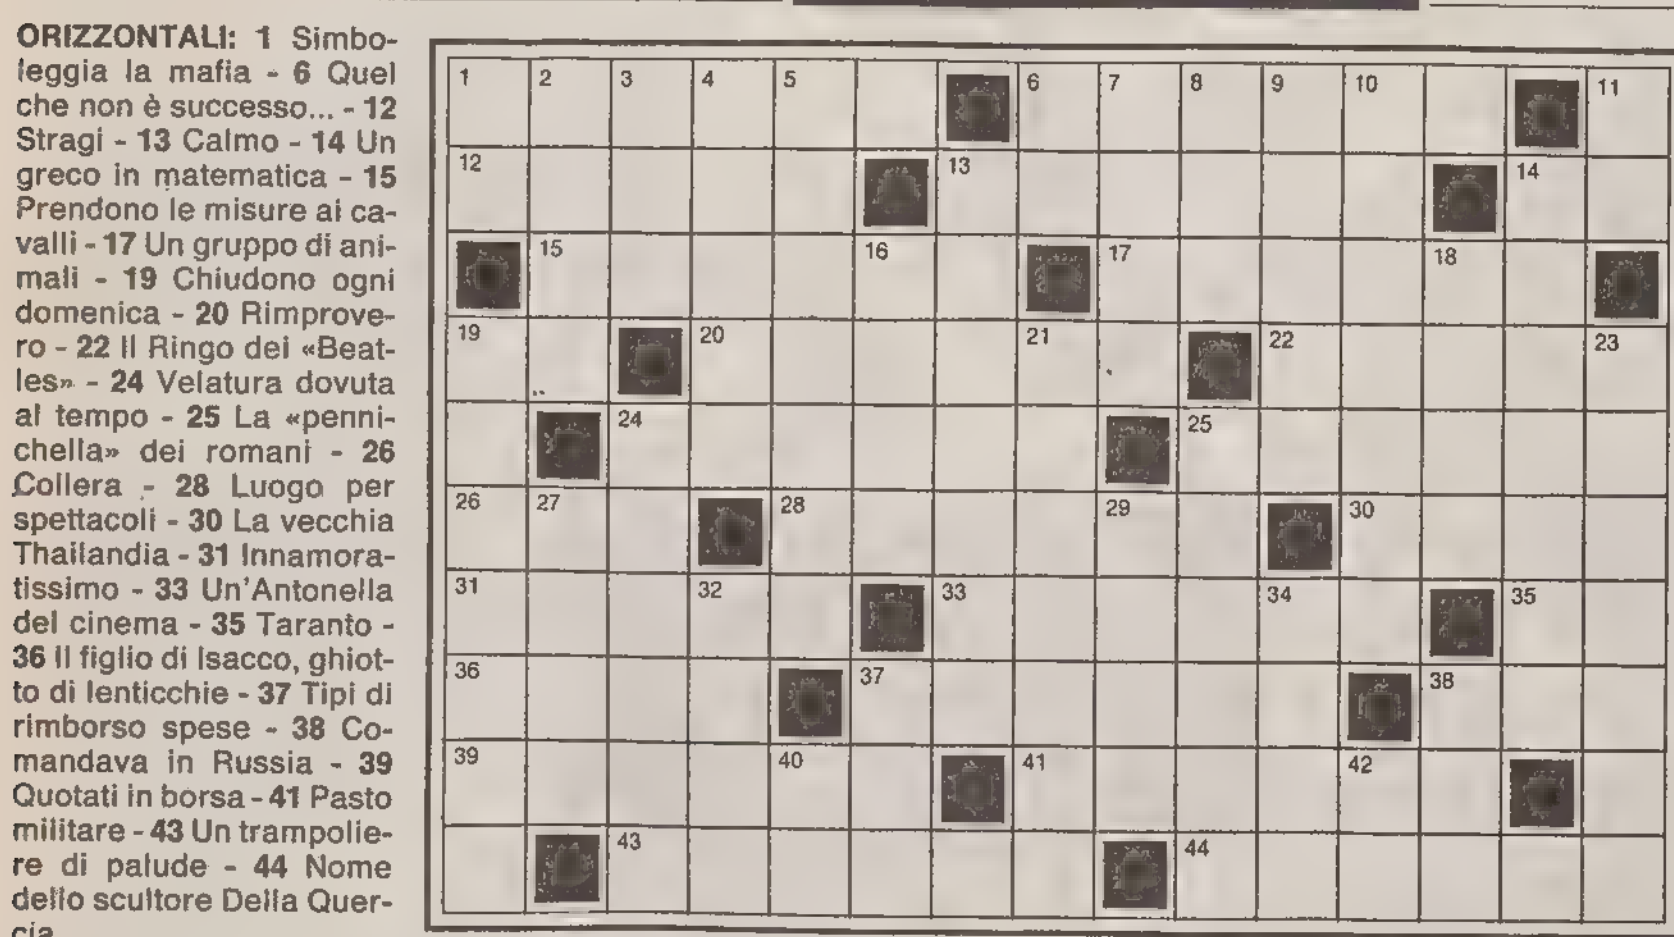 ORIZZONTALI: 1 Simbo-
leggia la mafia - 6 Quel
che non è successo... - 12
Stragi - 13 Calmo - 14 Un
greco in matematica - 15
Prendono le misure ai ca-
valli - 17 Un gruppo di ani-
mali - 19 Chiudono ogni
domenica - 20 Rimprove-
ro - 22 Il Ringo dei «Beat-
les» - 24 Velatura dovuta
al tempo - 25 La «penni-
chella» dei romani - 26
Collera - 28 Luogo per
spettacoli - 30 La vecchia
Thailandia - 31 Innamora-
tissimo - 33 Un'Antonella
del cinema - 35 Taranto -
36 Il figlio di Isacco, ghiot-
to di lenticchie - 37 Tipi di
rimborso spese - 38 Co-
mandava in Russia - 39
Quotati in borsa - 41 Pasto
militare - 43 Un trampolie-
re di palude - 44 Nome
dello scultore Della Quer-
cia
1 2 3 4 5 6 7 8 9 10 11
12 13 14
15 16 17 18
19 20 21 22 23
24 25
26 27 28 29 30
31 32 33 34 35
36 37 38
39 40 41 42
43 44